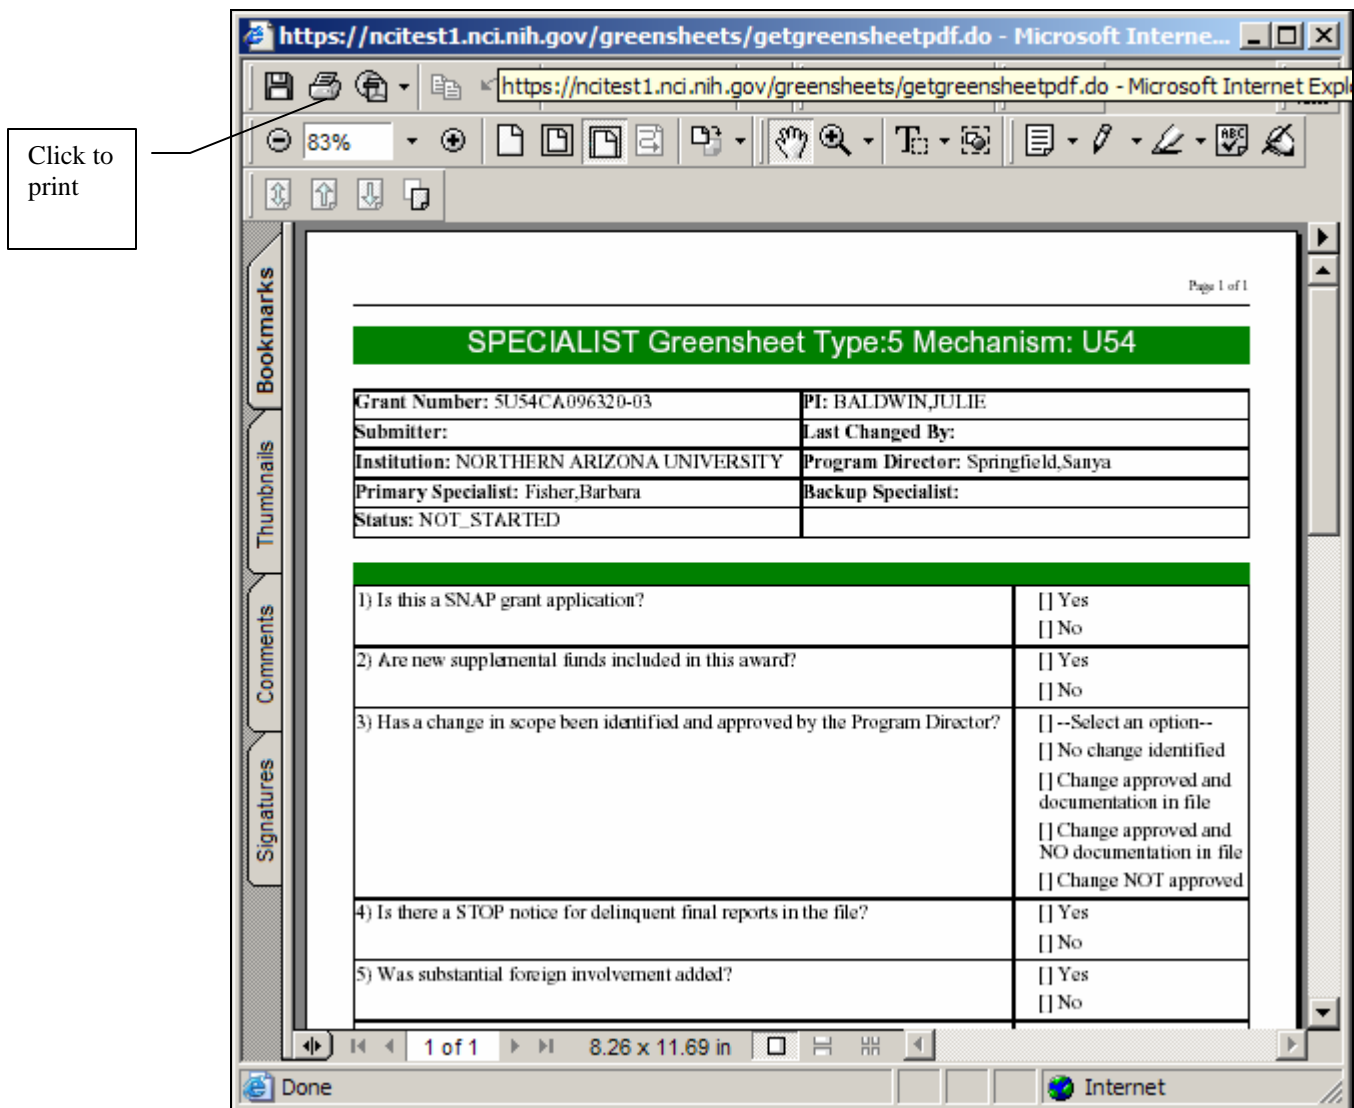 https://ncitest1.nci.nih.gov/greensheets/getgreensheetpdf.do - Microsoft Interne...
https://ncitest1.nci.nih.gov/greensheets/getgreensheetpdf.do - Microsoft Internet Expl
Click to
print
83%
Bookmarks
Thumbnails
Comments
Signatures
Page 1 of 1
SPECIALIST Greensheet Type:5 Mechanism: U54
Grant Number: 5U54CA096320-03 PI: BALDWIN,JULIE
Submitter: Last Changed By:
Institution: NORTHERN ARIZONA UNIVERSITY Program Director: Springfield,Sanya
Primary Specialist: Fisher,Barbara Backup Specialist:
Status: NOT_STARTED
1) Is this a SNAP grant application? [] Yes
[] No
2) Are new supplemental funds included in this award? [] Yes
[] No
3) Has a change in scope been identified and approved by the Program Director? [] --Select an option--
[] No change identified
[] Change approved and
documentation in file
[] Change approved and
NO documentation in file
[] Change NOT approved
4) Is there a STOP notice for delinquent final reports in the file? [] Yes
[] No
5) Was substantial foreign involvement added? [] Yes
[] No
1 of 1 8.26 x 11.69 in
Done Internet